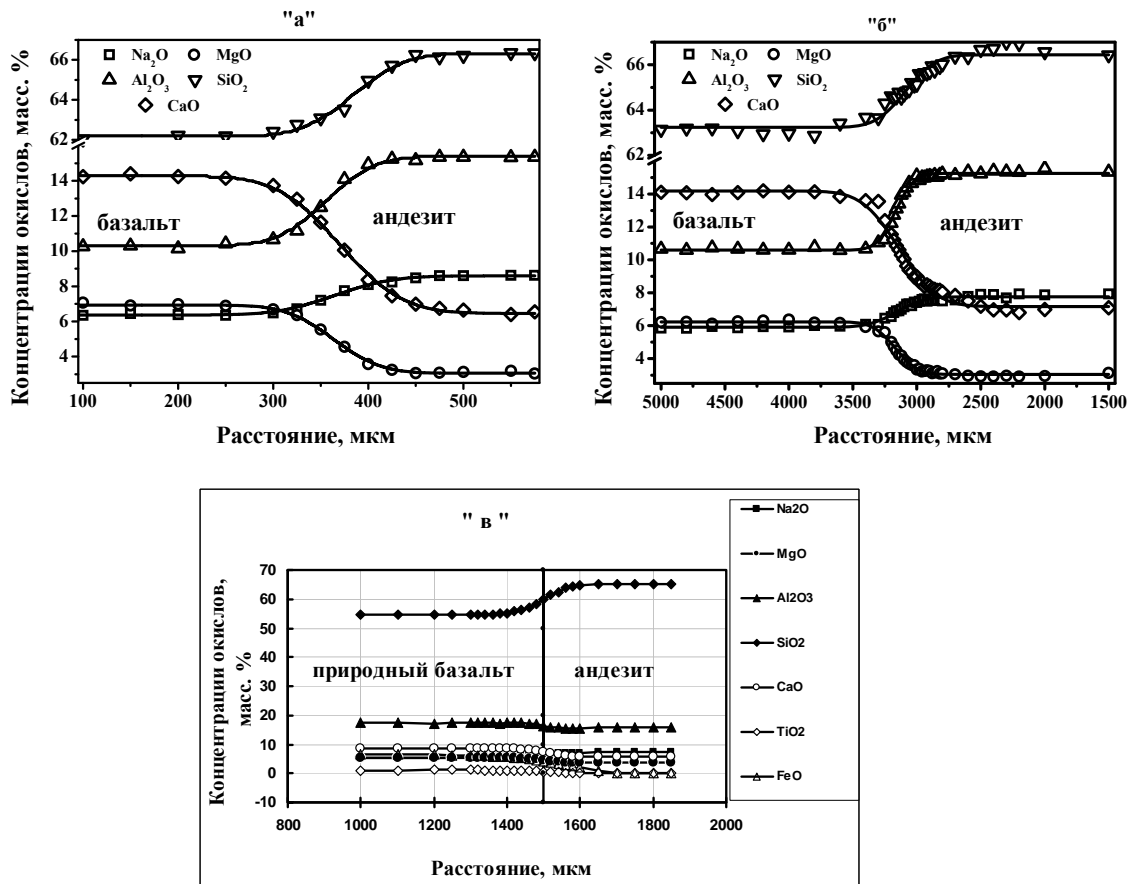 "а"
Концентрации окислов, масс. %
Na₂O MgO
Al₂O₃ SiO₂
CaO
66
64
62
14
12
10
8
6
4
базальт
андезит
100 200 300 400 500
Расстояние, мкм
"б"
Концентрации окислов, масс. %
Na₂O MgO
Al₂O₃ SiO₂
CaO
66
64
62
14
12
10
8
6
4
базальт
андезит
5000 4500 4000 3500 3000 2500 2000 1500
Расстояние, мкм
" в "
Концентрации окислов,
масс. %
70
60
50
40
30
20
10
0
-10
природный базальт
андезит
800 1000 1200 1400 1600 1800 2000
Расстояние, мкм
Na2O
MgO
Al2O3
SiO2
CaO
TiO2
FeO